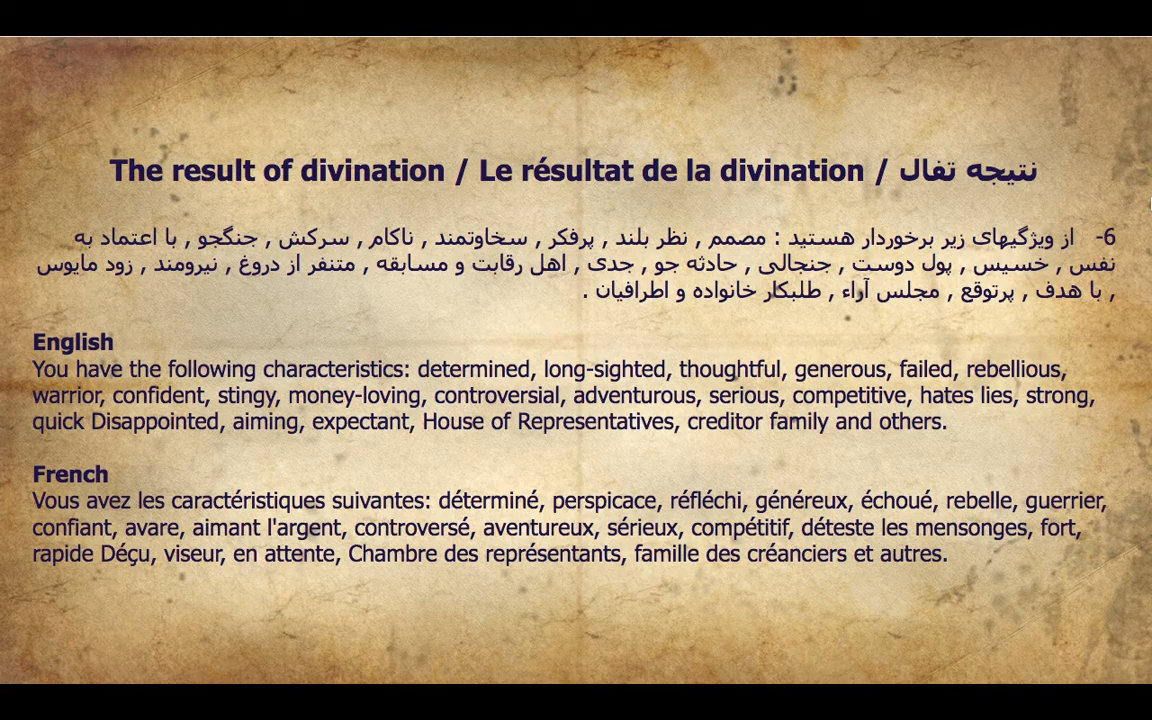 The result of divination / Le résultat de la divination / نتیجه تفال
6- از ویژگیهای زیر برخوردار هستید : مصمم , نظر بلند , پرفکر , سخاوتمند , ناکام , سرکش , جنگجو , با اعتماد به
نفس , خسیس , پول دوست , جنجالی , حادثه جو , جدی , اهل رقابت و مسابقه , متنفر از دروغ , نیرومند , زود مایوس
, با هدف , پرتوقع , مجلس آراء , طلبکار خانواده و اطرافیان .
English
You have the following characteristics: determined, long-sighted, thoughtful, generous, failed, rebellious,
warrior, confident, stingy, money-loving, controversial, adventurous, serious, competitive, hates lies, strong,
quick Disappointed, aiming, expectant, House of Representatives, creditor family and others.
French
Vous avez les caractéristiques suivantes: déterminé, perspicace, réfléchi, généreux, échoué, rebelle, guerrier,
confiant, avare, aimant l'argent, controversé, aventureux, sérieux, compétitif, déteste les mensonges, fort,
rapide Déçu, viseur, en attente, Chambre des représentants, famille des créanciers et autres.